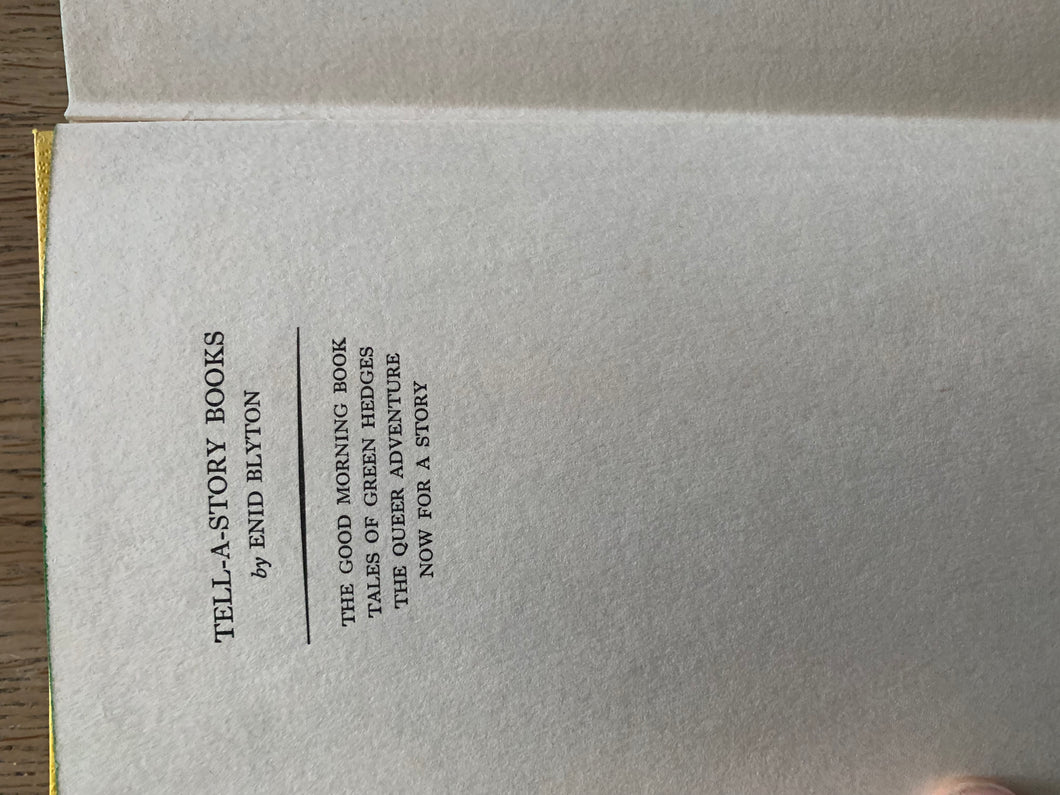 TELL-A-STORY BOOKS
by ENID BLYTON
THE GOOD MORNING BOOK
TALES OF GREEN HEDGES
THE QUEER ADVENTURE
NOW FOR A STORY